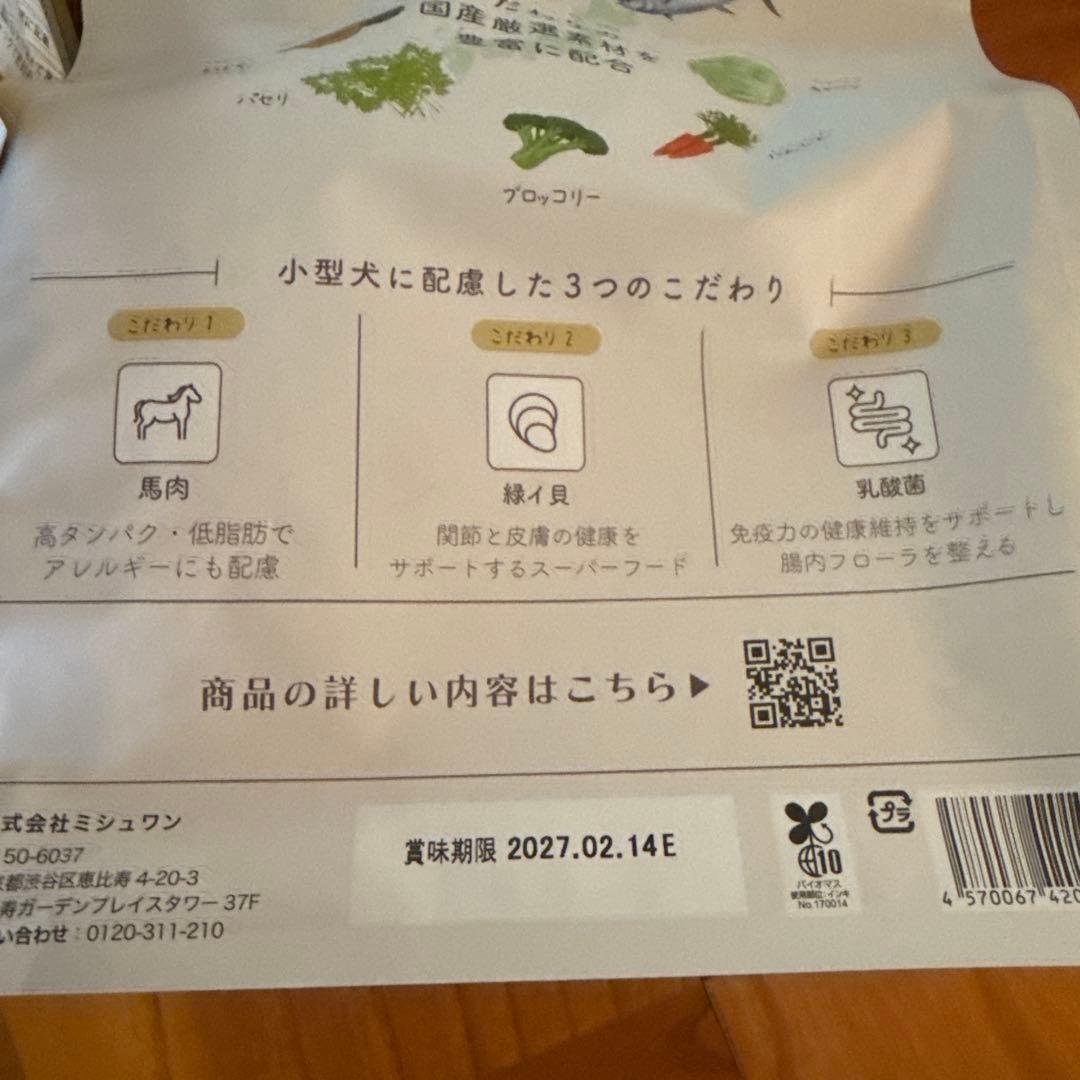 国産厳選素材を
豊富に配合
パセリ
ブロッコリー
小型犬に配慮した3つのこだわり
こだわり 1
馬肉
高タンパク・低脂肪で
アレルギーにも配慮
こだわり 2
緑イ貝
関節と皮膚の健康を
サポートするスーパーフード
こだわり 3
乳酸菌
免疫力の健康維持をサポートし
腸内フローラを整える
商品の詳しい内容はこちら▶
式会社ミシュワン
50-6037
都渋谷区恵比寿 4-20-3
寿ガーデンプレイスタワー 37F
い合わせ:0120-311-210
賞味期限 2027.02.14E
10
バイオマス
使用部位:インキ
No.170014
プラ
4 570067 420